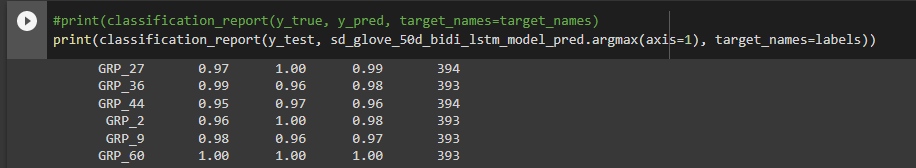 #print(classification_report(y_true, y_pred, target_names=target_names)
print(classification_report(y_test, sd_glove_50d_bidi_lstm_model_pred.argmax(axis=1), target_names=labels))
GRP_27 0.97 1.00 0.99 394
GRP_36 0.99 0.96 0.98 393
GRP_44 0.95 0.97 0.96 394
GRP_2 0.96 1.00 0.98 393
GRP_9 0.98 0.96 0.97 393
GRP_60 1.00 1.00 1.00 393